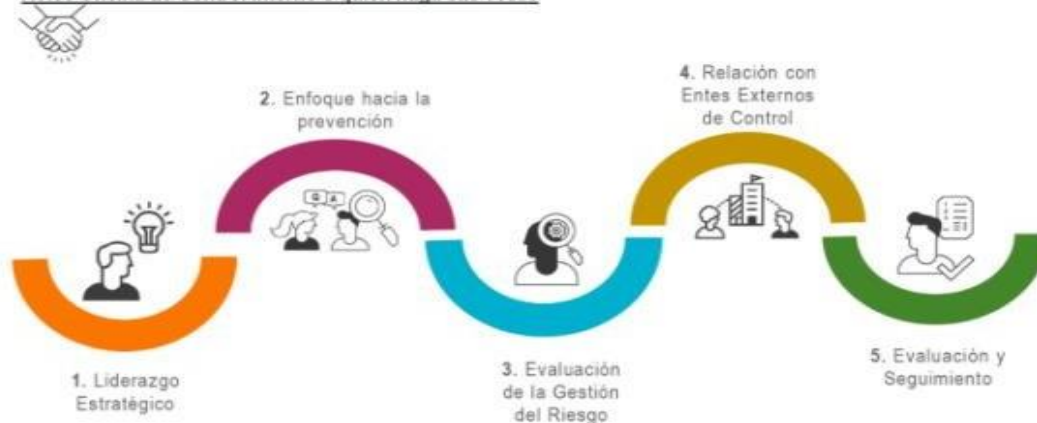 2. Enfoque hacia la
prevención
4. Relación con
Entes Externos
de Control
Q A
1. Liderazgo
Estratégico
3. Evaluación
de la Gestión
del Riesgo
5. Evaluación y
Seguimiento